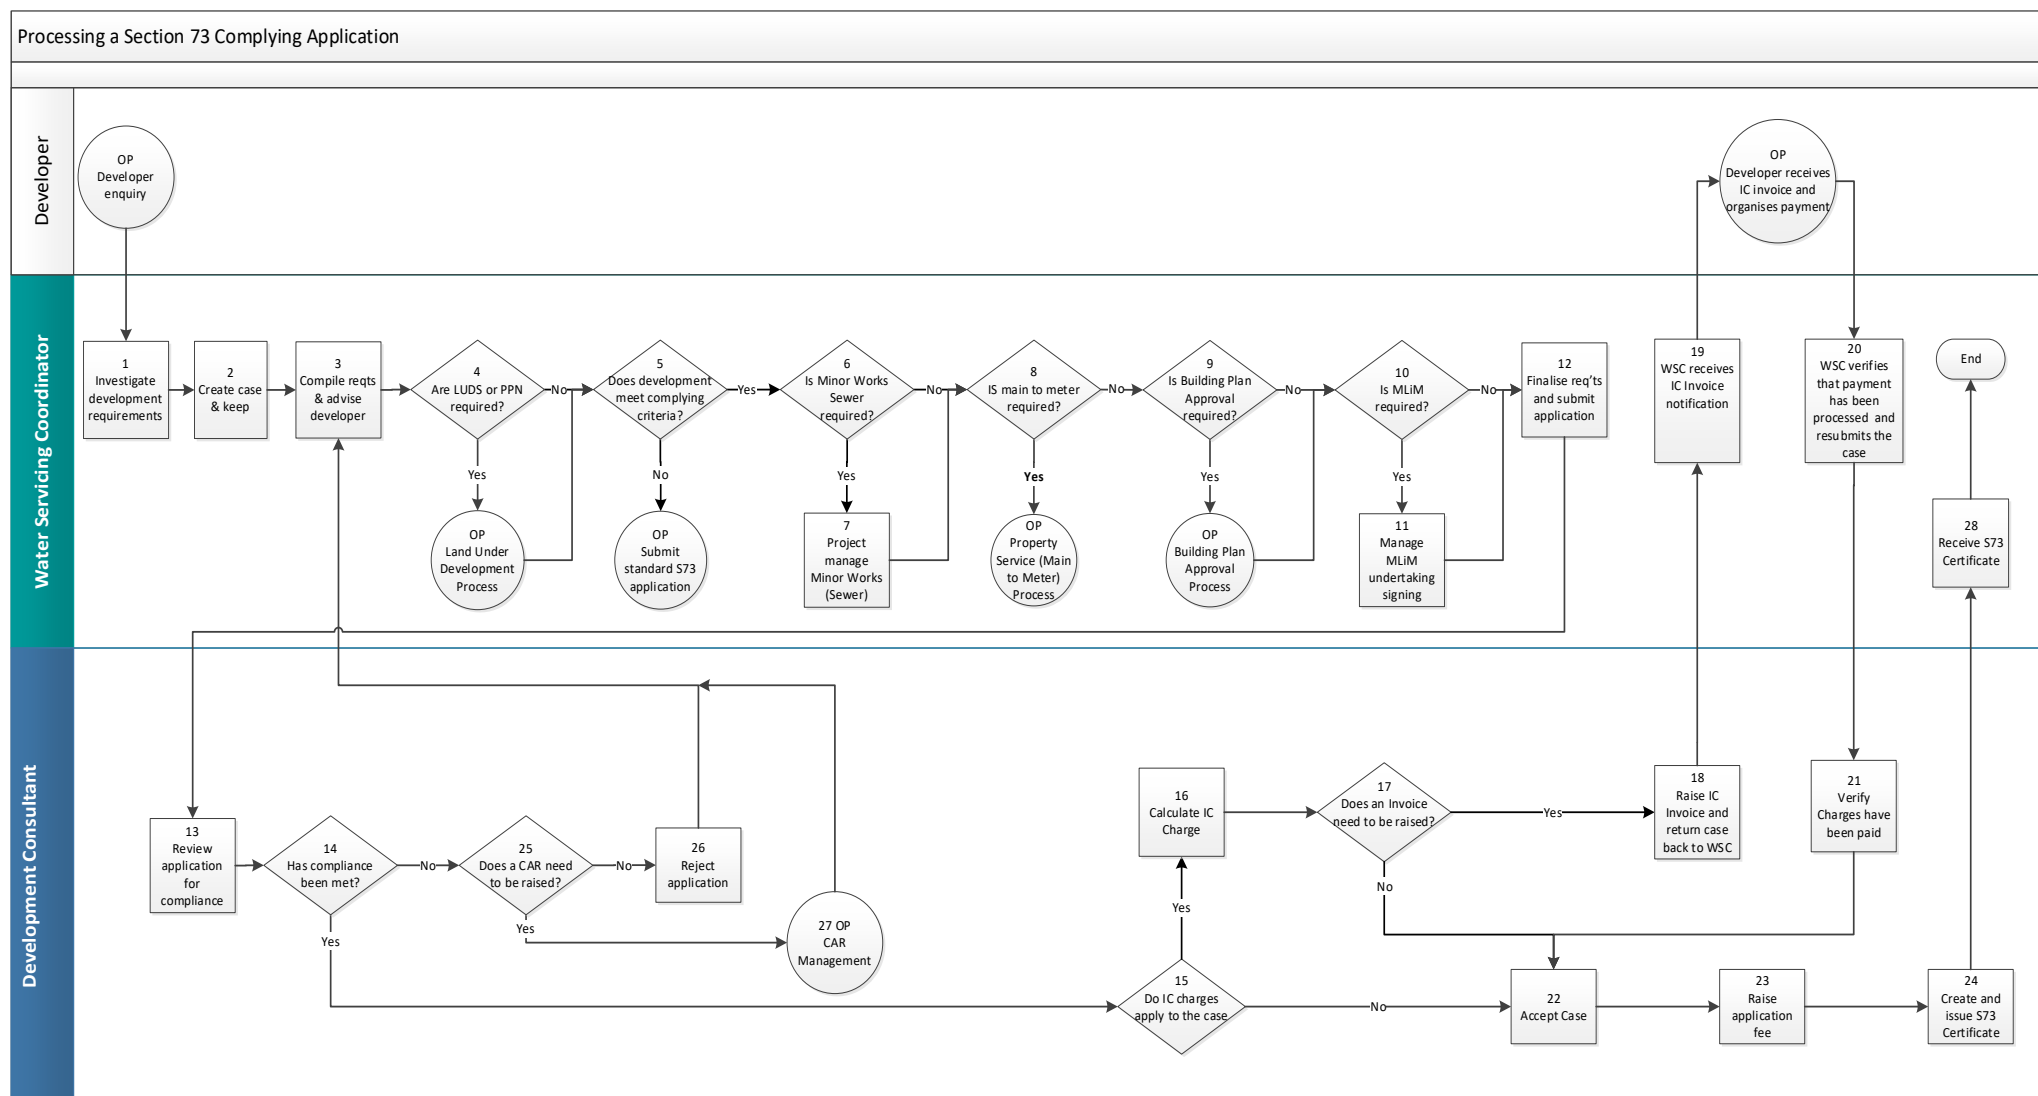 Processing a Section 73 Complying Application
Developer
OP
Developer
enquiry
OP
Developer receives
IC invoice and
organises payment
Water Servicing Coordinator
1
Investigate
development
requirements
2
Create case
& keep
3
Compile reqts
& advise
developer
4
Are LUDS or PPN
required?
No
Yes
OP
Land Under
Development
Process
5
Does development
meet complying
criteria?
Yes
No
OP
Submit
standard S73
application
6
Is Minor Works
Sewer
required?
No
Yes
7
Project
manage
Minor Works
(Sewer)
8
IS main to meter
required?
No
Yes
OP
Property
Service (Main
to Meter)
Process
9
Is Building Plan
Approval
required?
No
Yes
OP
Building Plan
Approval
Process
10
Is MLiM
required?
No
Yes
11
Manage
MLiM
undertaking
signing
12
Finalise req'ts
and submit
application
19
WSC receives
IC Invoice
notification
20
WSC verifies
that payment
has been
processed and
resubmits the
case
End
28
Receive S73
Certificate
Development Consultant
13
Review
application
for
compliance
14
Has compliance
been met?
No
Yes
25
Does a CAR need
to be raised?
No
Yes
26
Reject
application
27 OP
CAR
Management
15
Do IC charges
apply to the case
Yes
No
16
Calculate IC
Charge
17
Does an Invoice
need to be raised?
Yes
No
18
Raise IC
Invoice and
return case
back to WSC
21
Verify
Charges have
been paid
22
Accept Case
23
Raise
application
fee
24
Create and
issue S73
Certificate